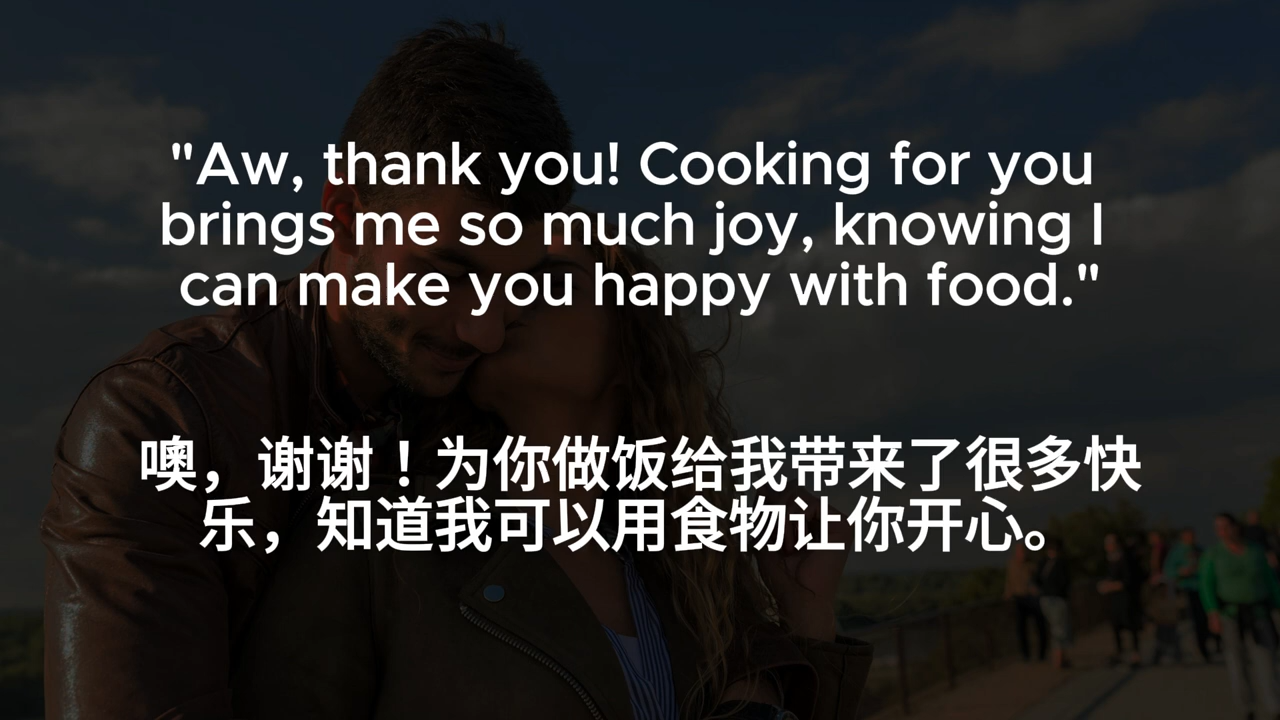 "Aw, thank you! Cooking for you
brings me so much joy, knowing I
can make you happy with food."
噢，谢谢！为你做饭给我带来了很多快
乐，知道我可以用食物让你开心。